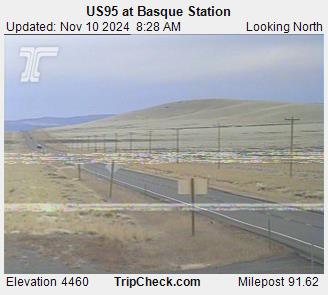 US95 at Basque Station
Updated: Nov 10 2024 8:28 AM Looking North
Elevation 4460 TripCheck.com Milepost 91.62